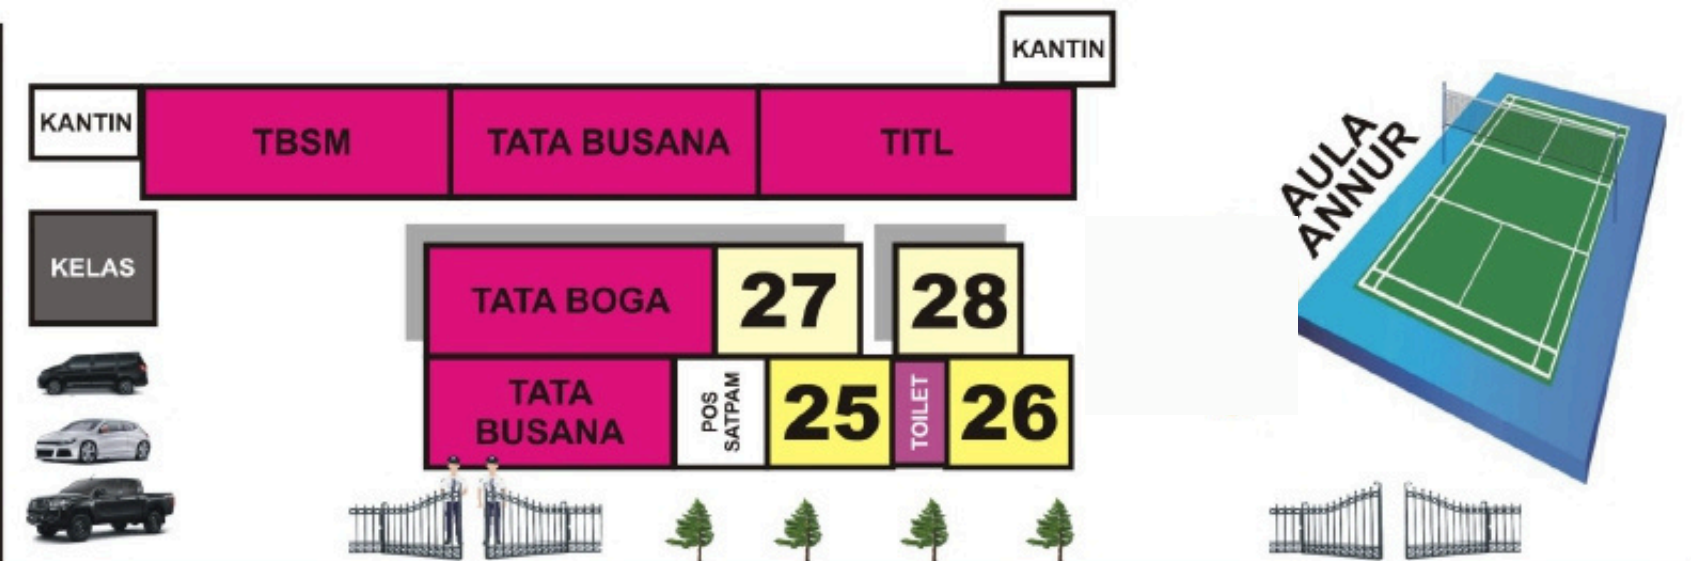 KANTIN
KANTIN
TBSM
TATA BUSANA
TITL
AULA
ANNUR
KELAS
TATA BOGA
27
28
TATA
BUSANA
POS
SATPAM
25
TOILET
26